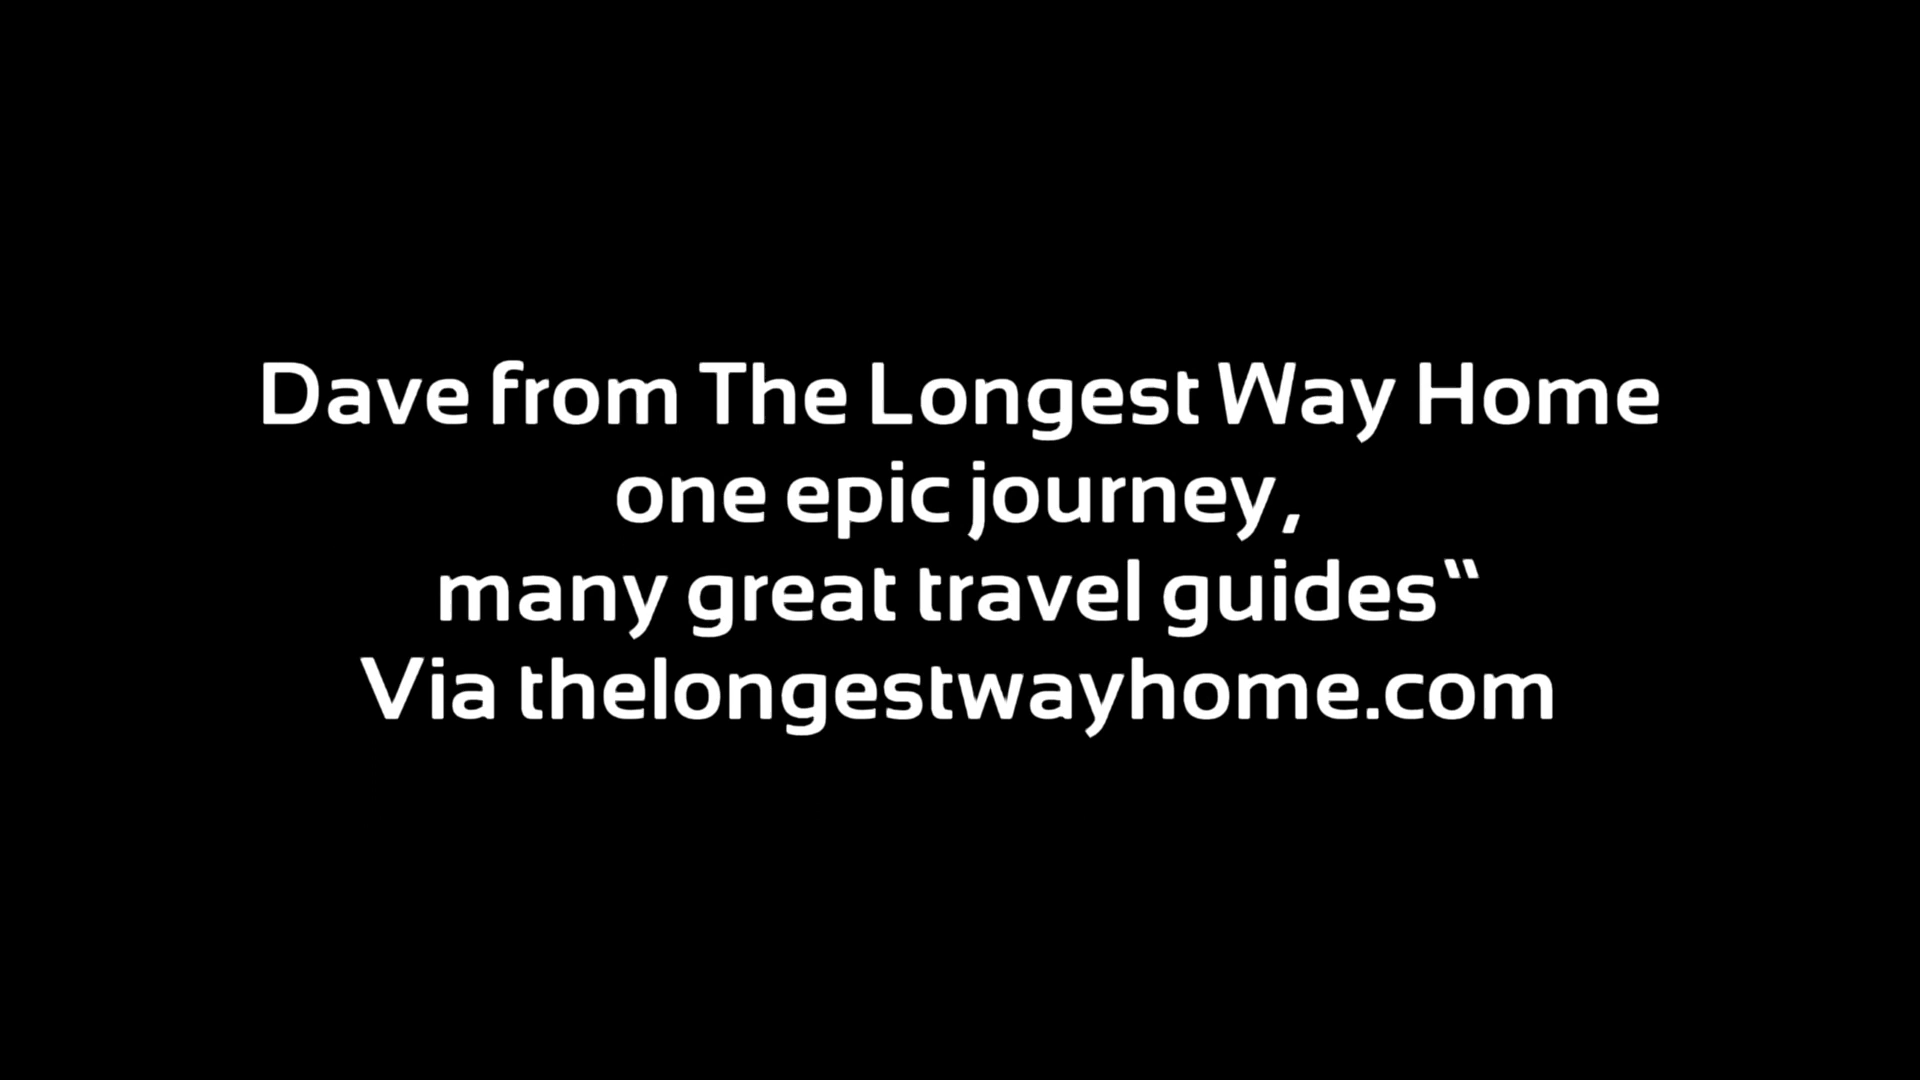 Dave from The Longest Way Home
one epic journey,
many great travel guides“
Via thelongestwayhome.com